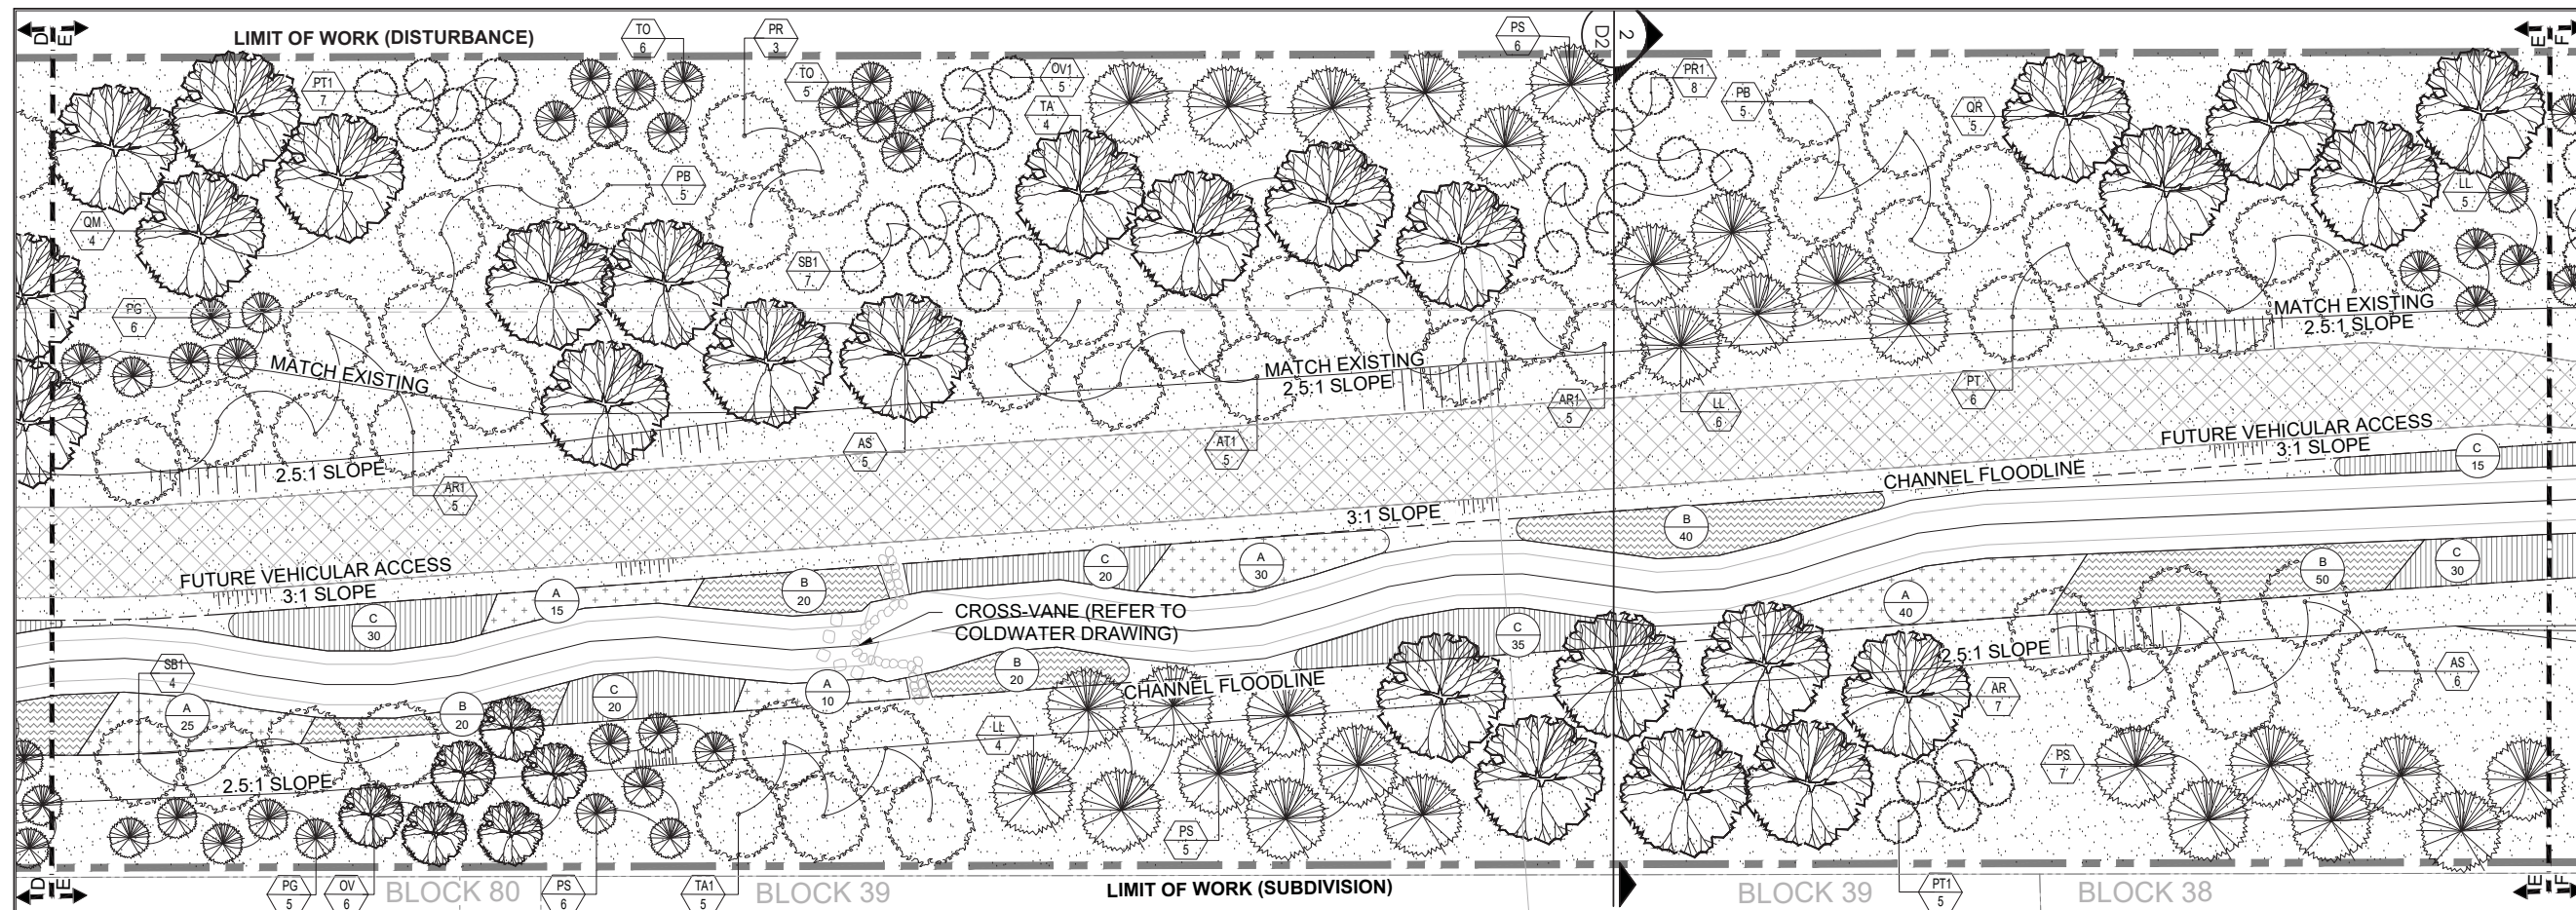 D E
LIMIT OF WORK (DISTURBANCE)
TO
6
PR
3
PS
6
D2 2
E F
PT1
7
TO
5
OV1
5
TA
4
PR1
8
PB
5
QR
5
PB
5
LL
5
QM
4
SB1
7
PG
6
MATCH EXISTING
2.5:1 SLOPE
MATCH EXISTING
MATCH EXISTING
2.5:1 SLOPE
AR1
5
LL
6
PT
6
AS
5
AT1
5
2.5:1 SLOPE
AR1
5
FUTURE VEHICULAR ACCESS
3:1 SLOPE
C
15
CHANNEL FLOODLINE
3:1 SLOPE
B
40
FUTURE VEHICULAR ACCESS
3:1 SLOPE
C
20
A
30
B
50
C
30
A
15
B
20
A
40
C
30
CROSS-VANE (REFER TO
COLDWATER DRAWING)
C
35
SB1
4
B
20
2.5:1 SLOPE
AS
6
CHANNEL FLOODLINE
A
25
B
20
C
20
A
10
AR
7
LL
4
PS
7
2.5:1 SLOPE
PS
5
D E
PG
5
OV
6
BLOCK 80
PS
6
TA1
5
BLOCK 39
LIMIT OF WORK (SUBDIVISION)
BLOCK 39
PT1
5
BLOCK 38
E F